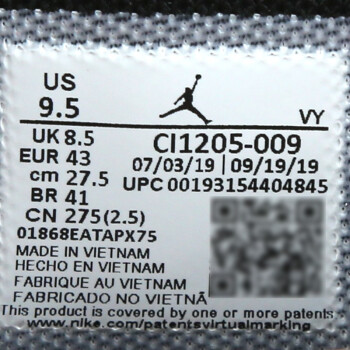 US
9.5
VY
UK 8.5
CI1205-009
EUR 43
07/03/19 | 09/19/19
cm 27.5
UPC 00193154404845
BR 41
CN 275(2.5)
01868EATAPX75
MADE IN VIETNAM
HECHO EN VIETNAM
FABRIQUE AU VIETNAM
FABRICADO NO VIETNÃ
This product is covered by one or more patents
www.nike.com/patentsvirtualmarking